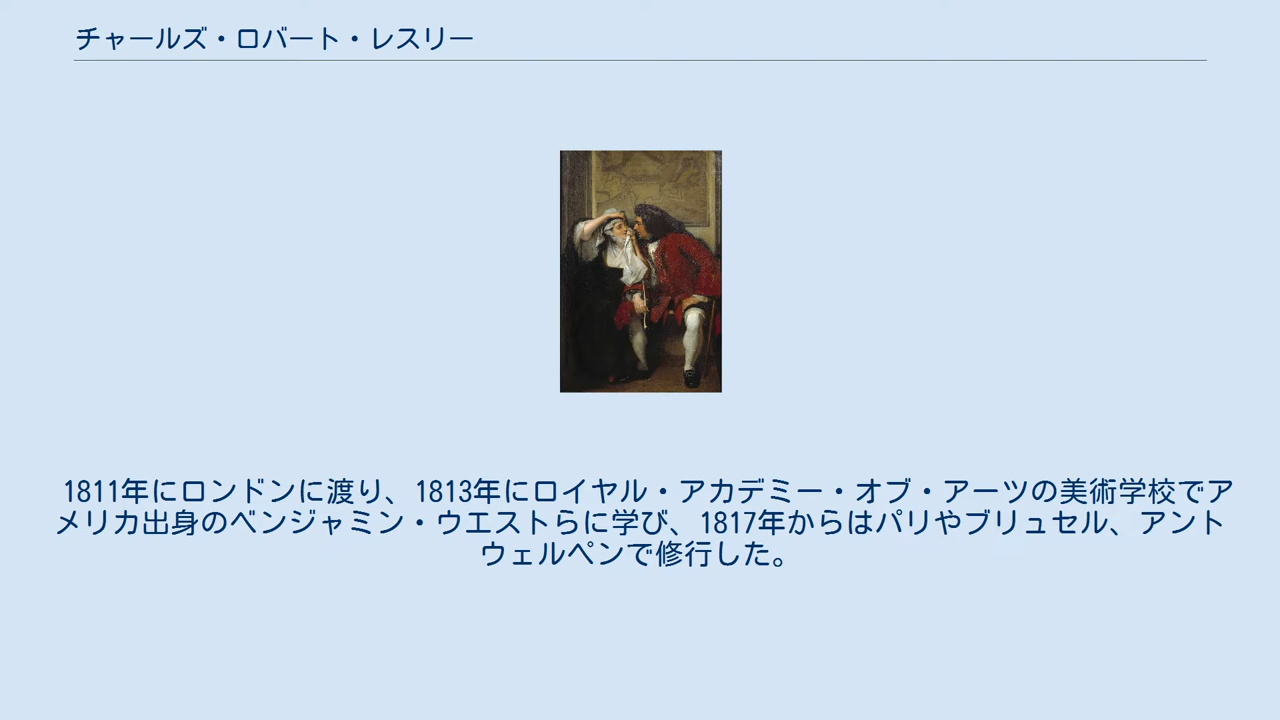 チャールズ・ロバート・レスリー
1811年にロンドンに渡り、1813年にロイヤル・アカデミー・オブ・アーツの美術学校でア
メリカ出身のベンジャミン・ウエストらに学び、1817年からはパリやブリュセル、アント
ウェルペンで修行した。